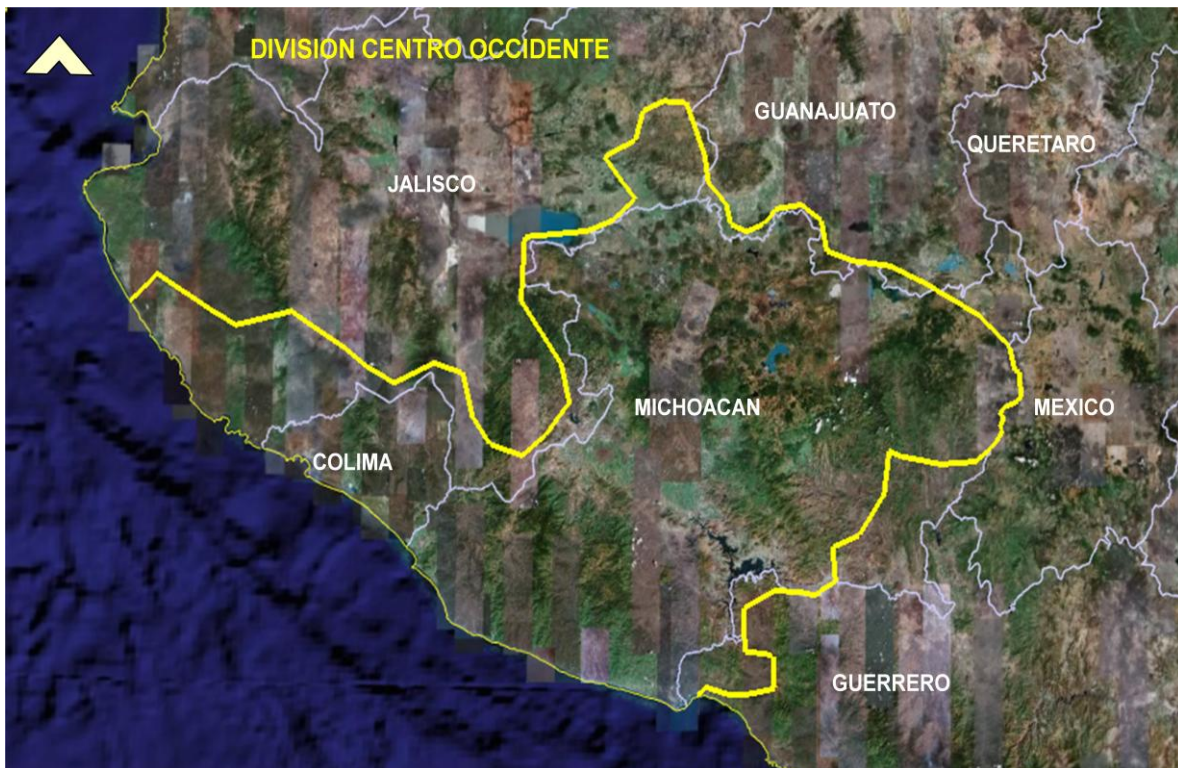 DIVISION CENTRO OCCIDENTE
GUANAJUATO
QUERETARO
JALISCO
MICHOACAN
MEXICO
COLIMA
GUERRERO